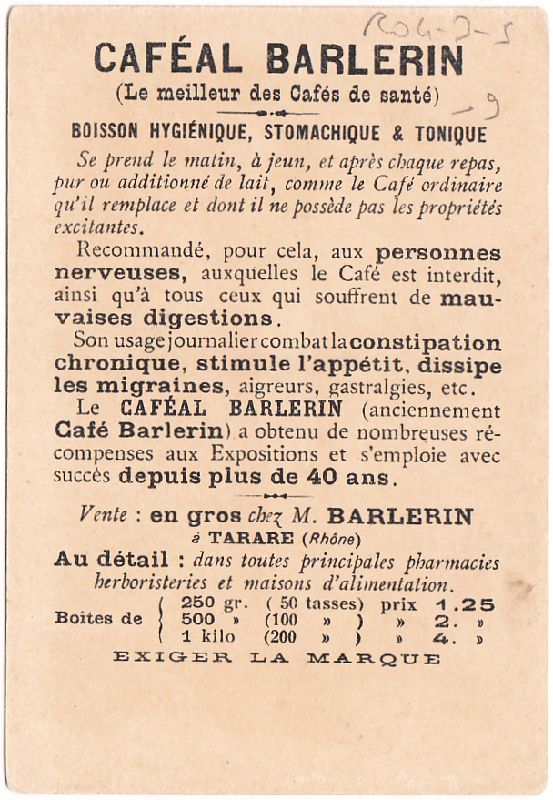 CAFÉAL BARLERIN
(Le meilleur des Cafés de santé)
9
BOISSON HYGIÉNIQUE, STOMACHIQUE & TONIQUE
Se prend le matin, à jeun, et après chaque repas,
pur ou additionné de lait, comme le Café ordinaire
qu'il remplace et dont il ne possède pas les propriétés
excitantes.
Recommandé, pour cela, aux personnes
nerveuses, auxquelles le Café est interdit,
ainsi qu'à tous ceux qui souffrent de mau-
vaises digestions.
Son usage journalier combat la constipation
chronique, stimule l'appétit, dissipe
les migraines, aigreurs, gastralgies, etc.
Le CAFÉAL BARLERIN (anciennement
Café Barlerin) a obtenu de nombreuses ré-
compenses aux Expositions et s'emploie avec
succès depuis plus de 40 ans.
Vente : en gros chez M. BARLERIN
à TARARE (Rhône)
Au détail : dans toutes principales pharmacies
herboristeries et maisons d'alimentation.
Boites de { 250 gr. ( 50 tasses) prix 1.25
500 » (100 » ) » 2. »
1 kilo (200 » ) » 4. »
EXIGER LA MARQUE